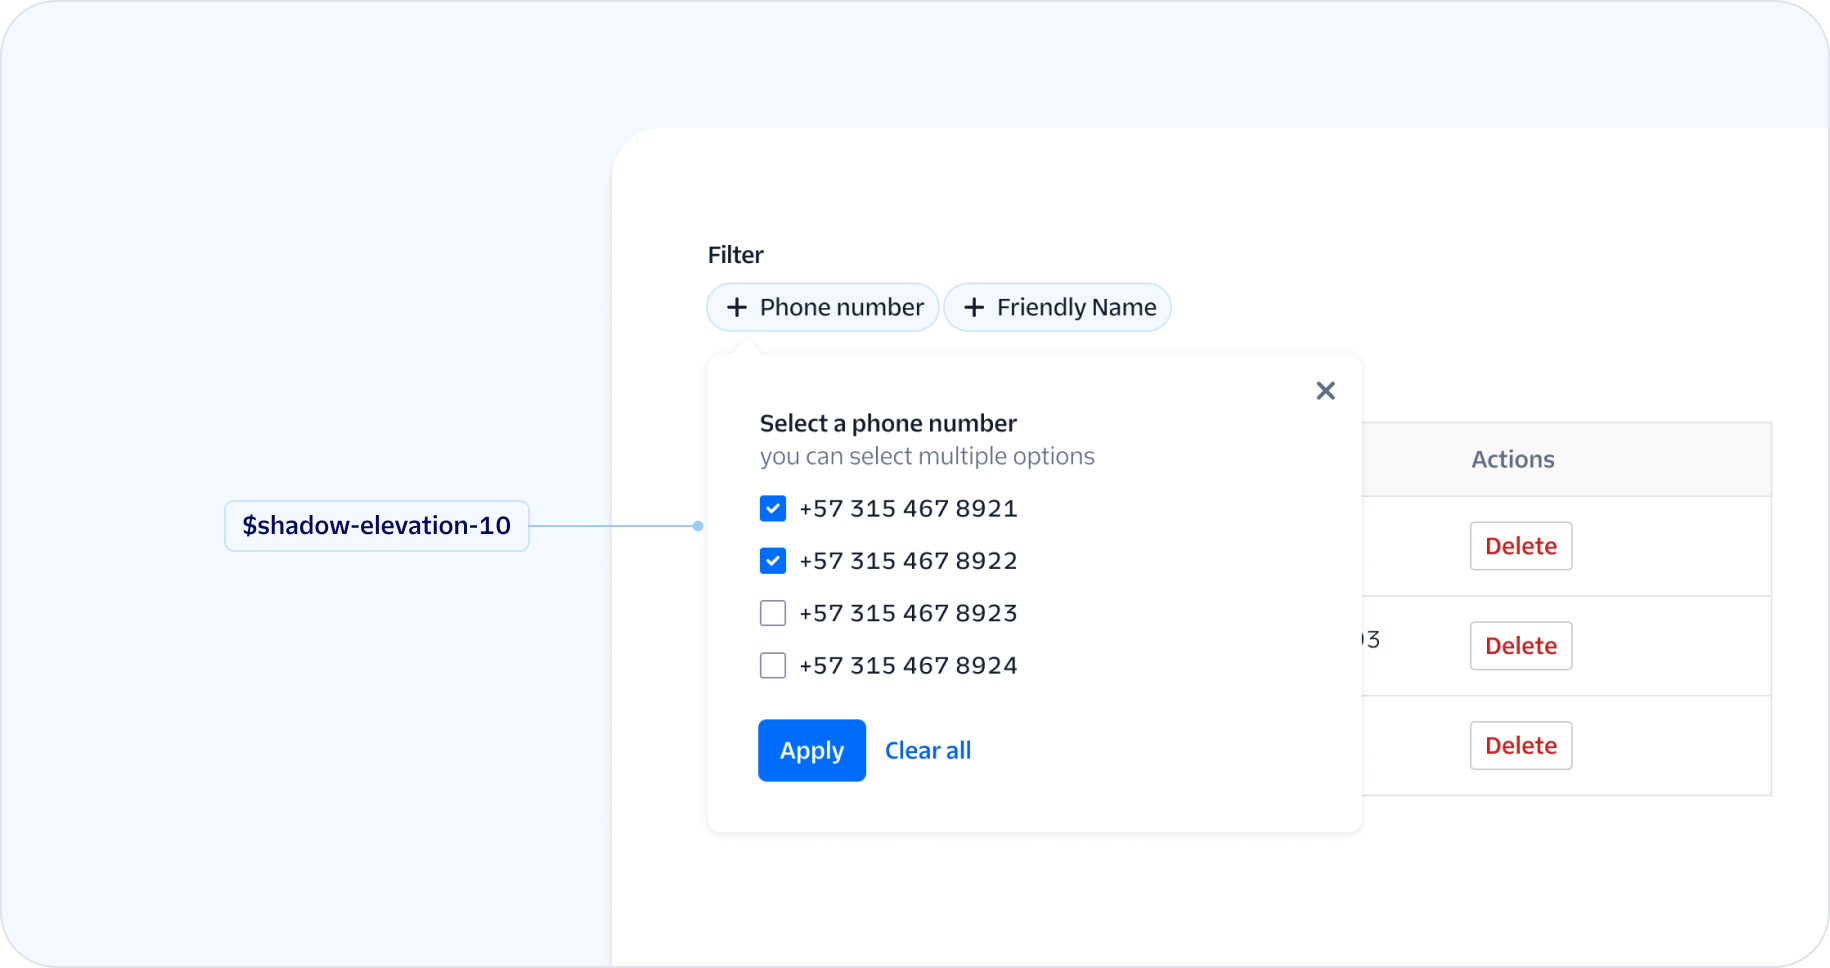 Filter
Phone number
Friendly Name
Select a phone number
you can select multiple options
Actions
+57 315 467 8921
$shadow-elevation-10
Delete
+57 315 467 8922
+57 315 467 8923
Delete
+57 315 467 8924
Apply
Clear all
Delete